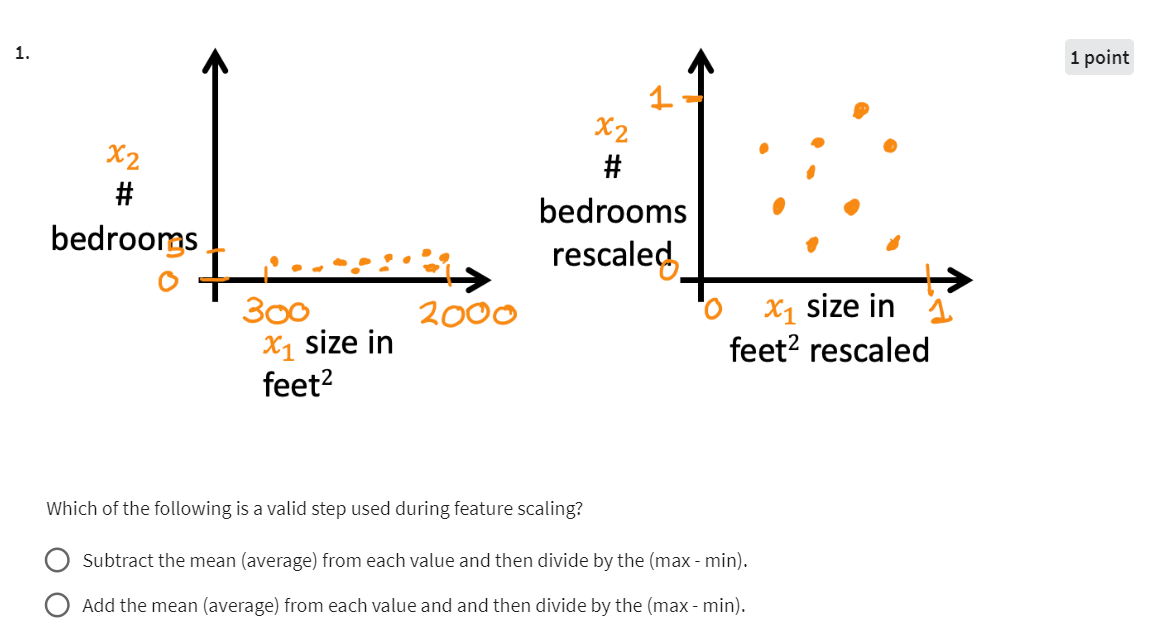 1.
1 point
x₂
#
bedrooms
5
0
300
2000
x₁ size in
feet²
1
x₂
#
bedrooms
rescaled
0
0
x₁ size in
1
feet² rescaled
Which of the following is a valid step used during feature scaling?
Subtract the mean (average) from each value and then divide by the (max - min).
Add the mean (average) from each value and and then divide by the (max - min).